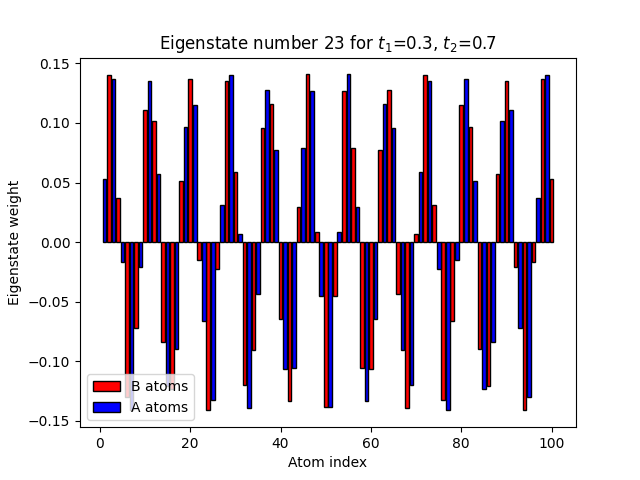 Eigenstate number 23 for t₁=0.3, t₂=0.7
0.15
0.10
0.05
0.00
−0.05
−0.10
−0.15
Eigenstate weight
B atoms
A atoms
0
20
40
60
80
100
Atom index